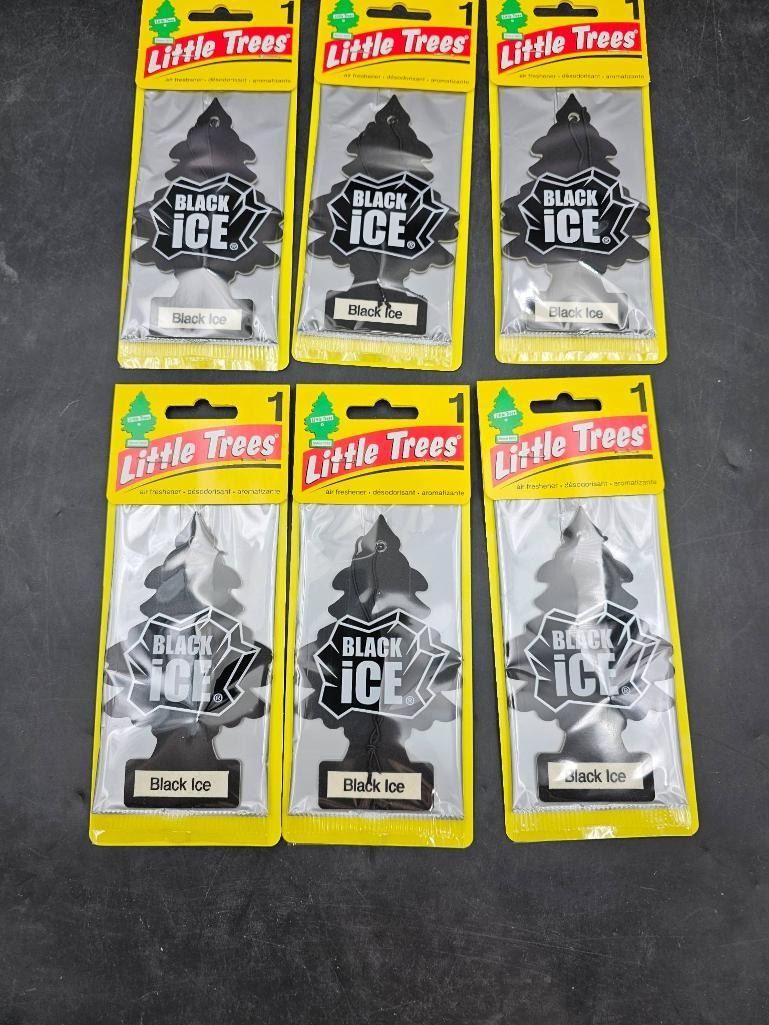 1
Little Trees
air freshener • désodorisant • aromatizante
BLACK
iCE®
Black Ice
1
Little Trees
air freshener • désodorisant • aromatizante
BLACK
iCE®
Black Ice
1
Little Trees
air freshener • désodorisant • aromatizante
BLACK
iCE®
Black Ice
1
Little Trees
air freshener • désodorisant • aromatizante
BLACK
iCE®
Black Ice
1
Little Trees
air freshener • désodorisant • aromatizante
BLACK
iCE®
Black Ice
1
Little Trees
air freshener • désodorisant • aromatizante
BLACK
iCE®
Black Ice